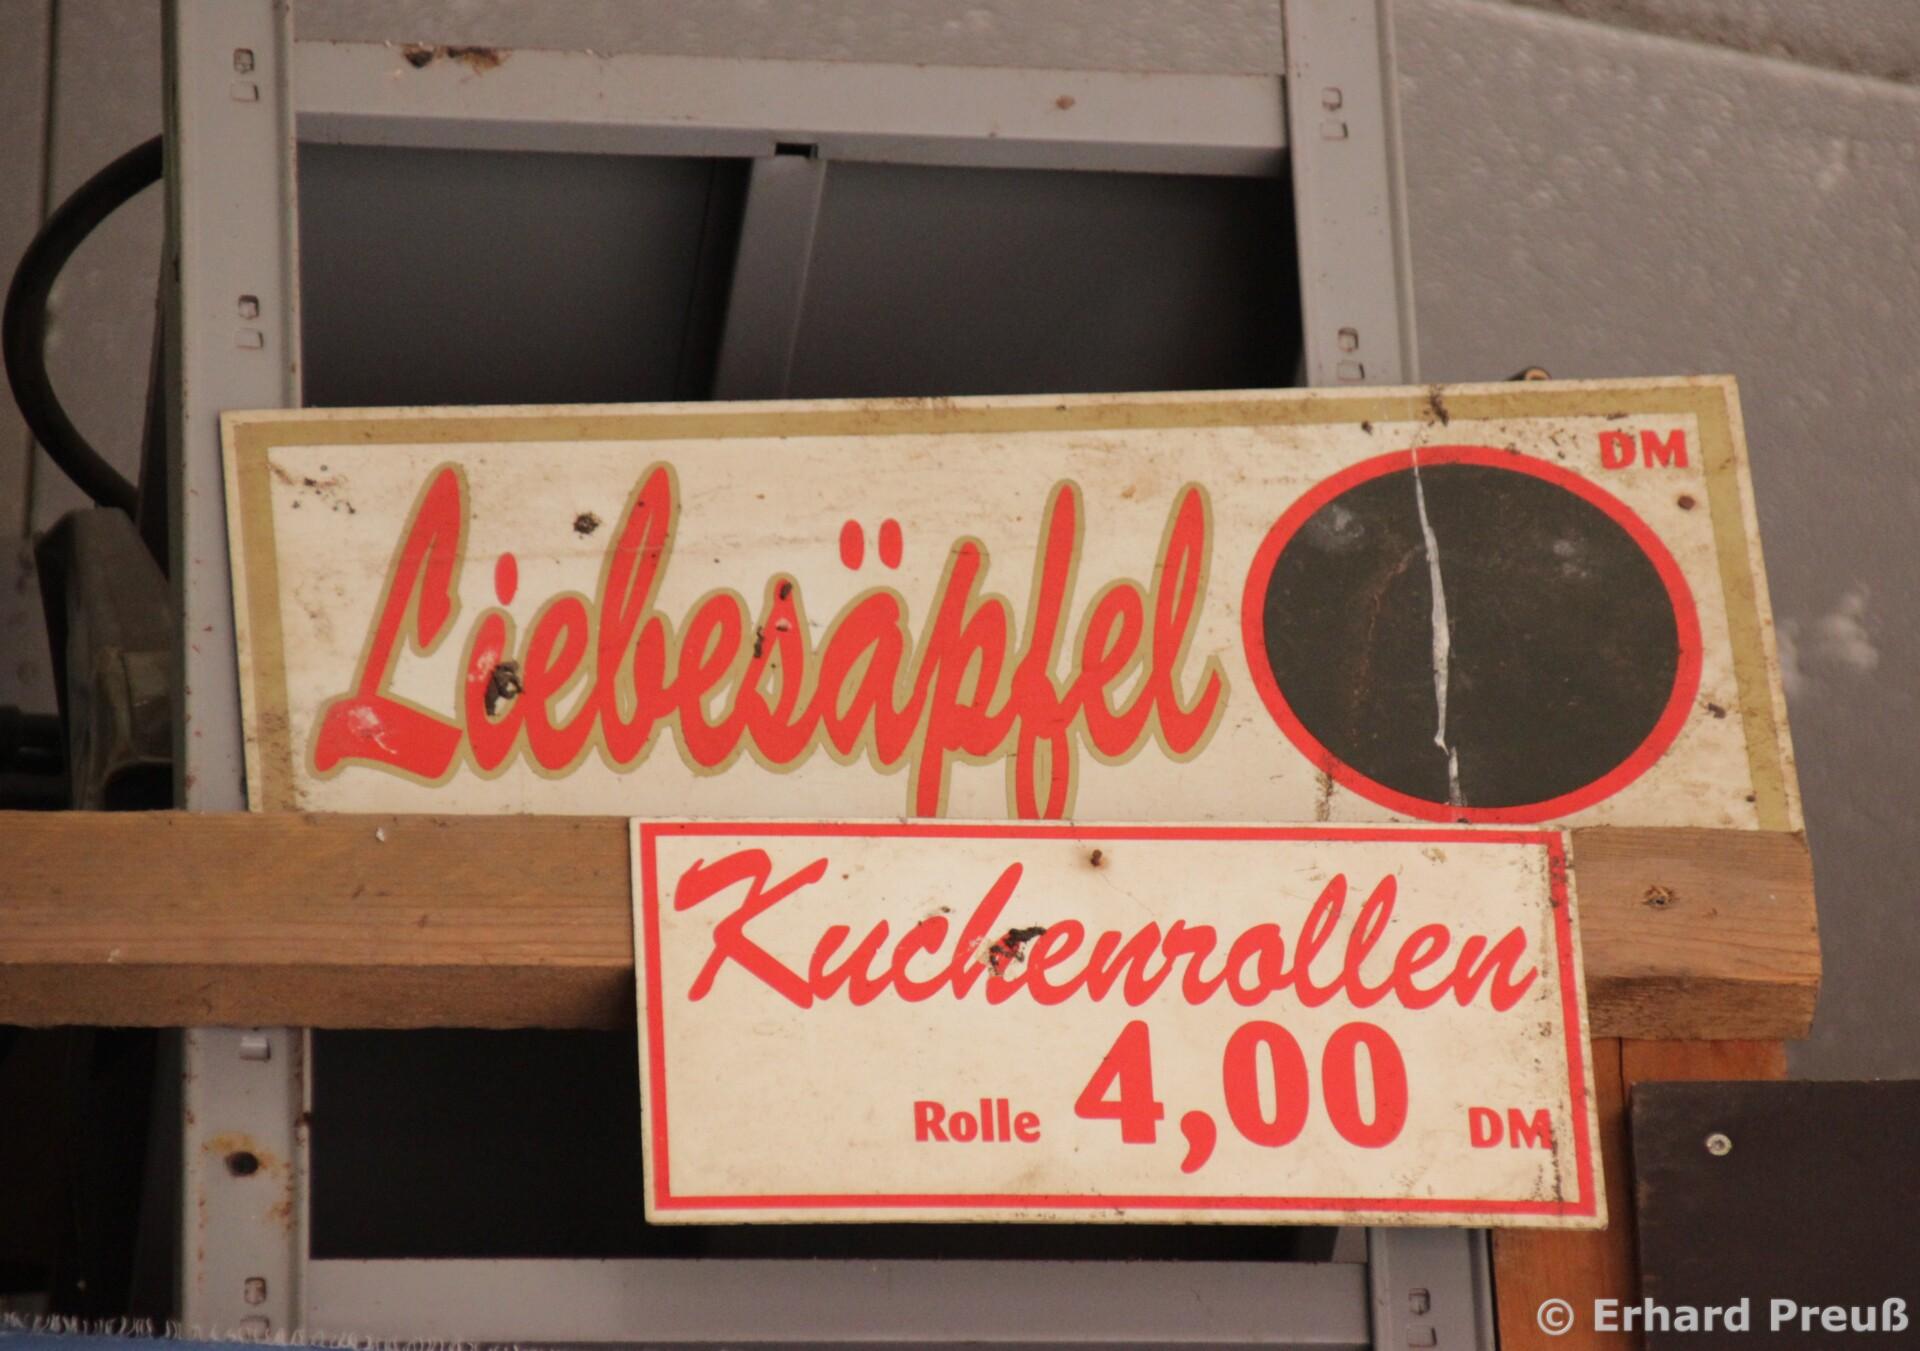 DM
Liebesäpfel
Kuchenrollen
Rolle 4,00 DM
© Erhard Preuß